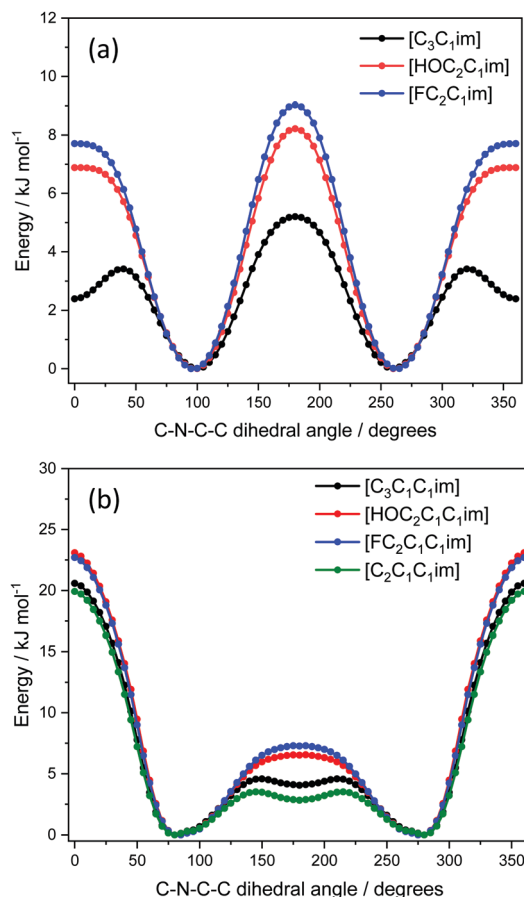 (a)
[C₃C₁im]
[HOC₂C₁im]
[FC₂C₁im]
12
10
8
6
4
2
0
Energy / kJ mol⁻¹
0 50 100 150 200 250 300 350
C-N-C-C dihedral angle / degrees
(b)
[C₃C₁C₁im]
[HOC₂C₁C₁im]
[FC₂C₁C₁im]
[C₂C₁C₁im]
30
25
20
15
10
5
0
Energy / kJ mol⁻¹
0 50 100 150 200 250 300 350
C-N-C-C dihedral angle / degrees